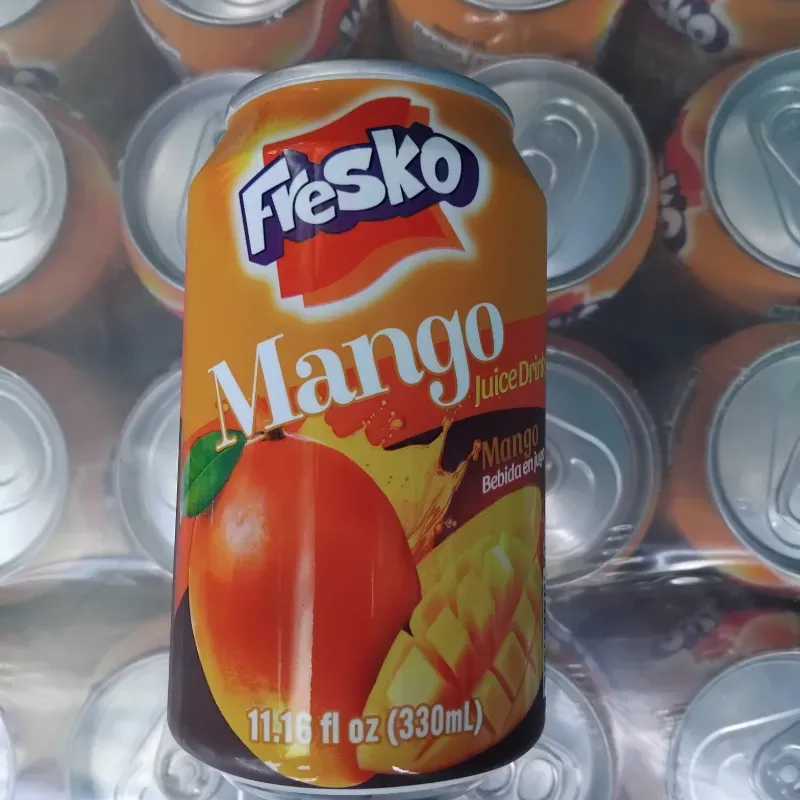 Fresko
Mango
Juice Drink
Mango
Bebida en jugo
11.16 fl oz (330mL)